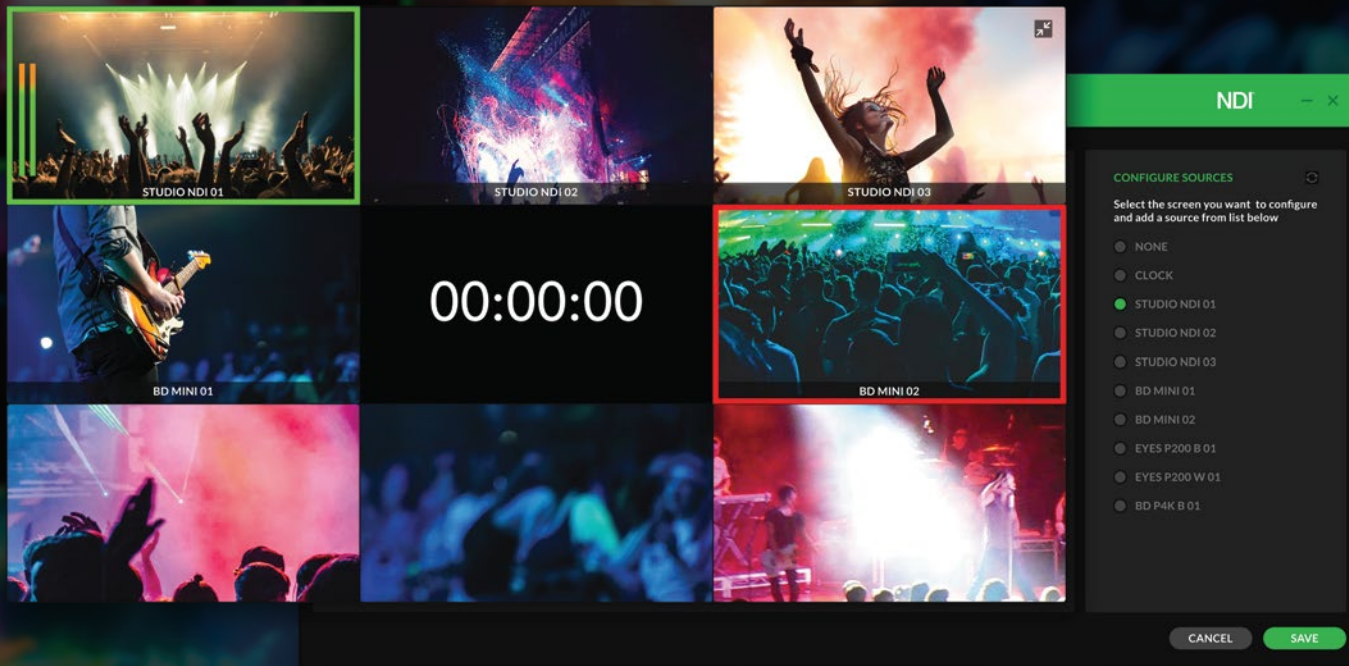 STUDIO NDI 01
STUDIO NDI 02
STUDIO NDI 03
BD MINI 01
00:00:00
BD MINI 02
NDI
CONFIGURE SOURCES
Select the screen you want to configure
and add a source from list below
NONE
CLOCK
STUDIO NDI 01
STUDIO NDI 02
STUDIO NDI 03
BD MINI 01
BD MINI 02
EYES P200 B 01
EYES P200 W 01
BD P4K B 01
CANCEL
SAVE